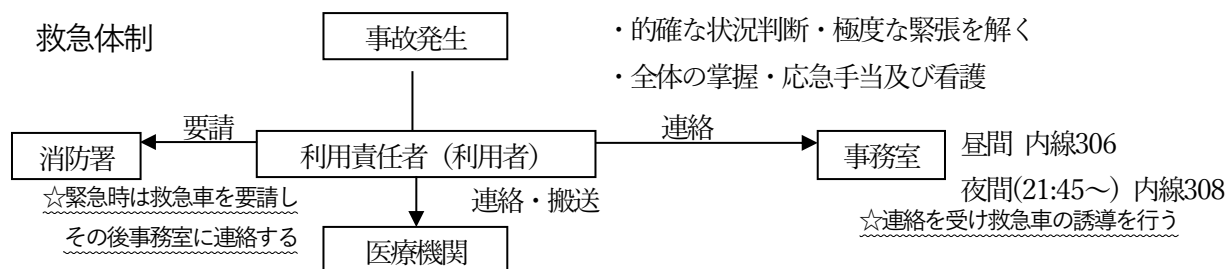 救急体制
事故発生
・的確な状況判断・極度な緊張を解く
・全体の掌握・応急手当及び看護
要請
連絡
消防署
利用責任者（利用者）
事務室
昼間 内線306
夜間(21:45～) 内線308
☆緊急時は救急車を要請し
その後事務室に連絡する
連絡・搬送
☆連絡を受け救急車の誘導を行う
医療機関